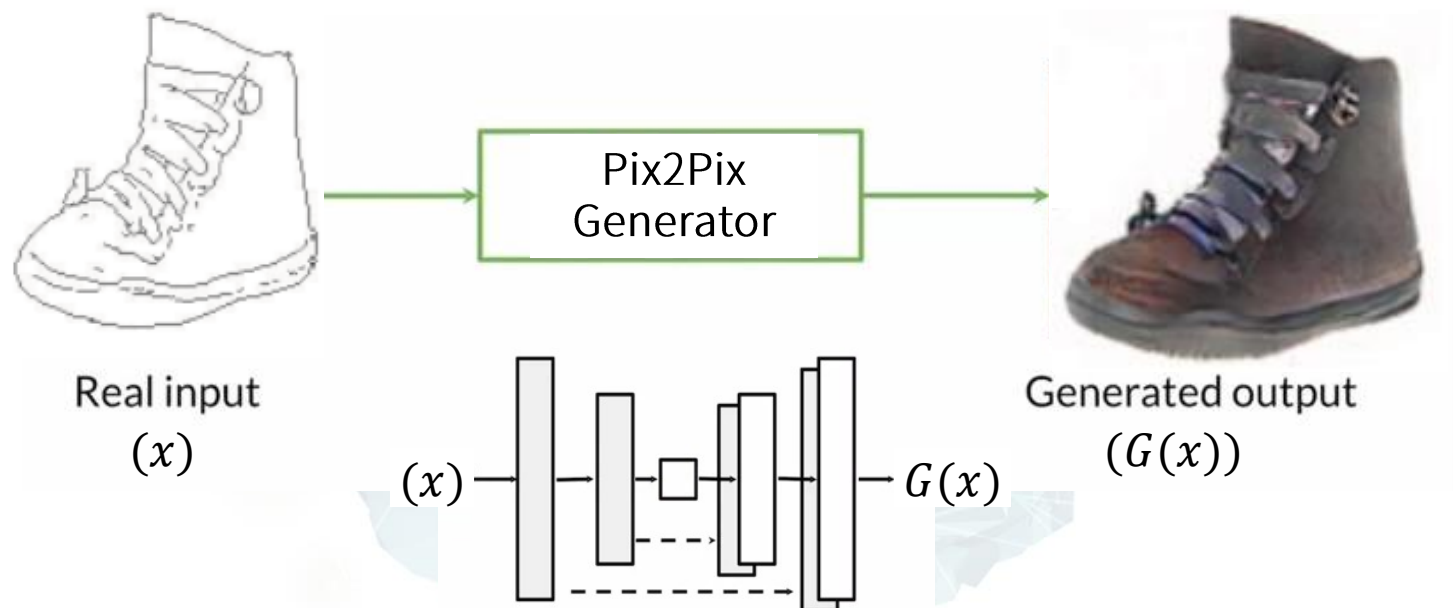 Pix2Pix
Generator
Real input
(x)
Generated output
(G(x))
(x)
G(x)